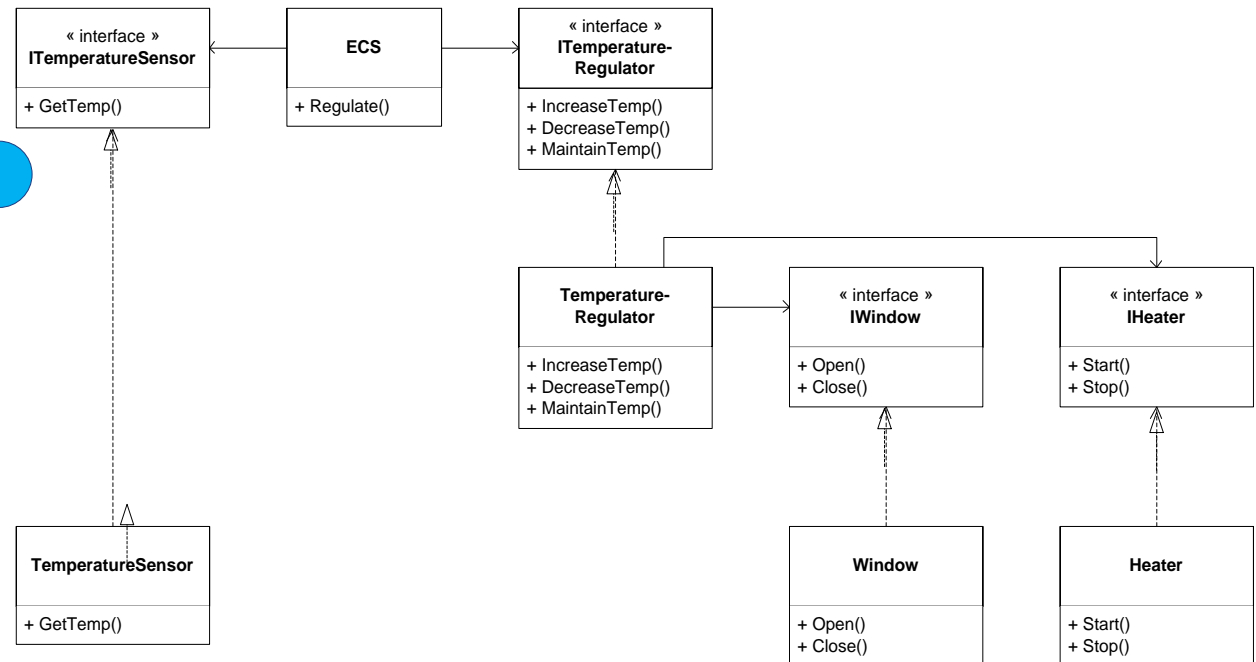 « interface »
ITemperatureSensor
+ GetTemp()
ECS
+ Regulate()
« interface »
ITemperature-
Regulator
+ IncreaseTemp()
+ DecreaseTemp()
+ MaintainTemp()
Temperature-
Regulator
+ IncreaseTemp()
+ DecreaseTemp()
+ MaintainTemp()
« interface »
IWindow
+ Open()
+ Close()
« interface »
IHeater
+ Start()
+ Stop()
TemperatureSensor
+ GetTemp()
Window
+ Open()
+ Close()
Heater
+ Start()
+ Stop()